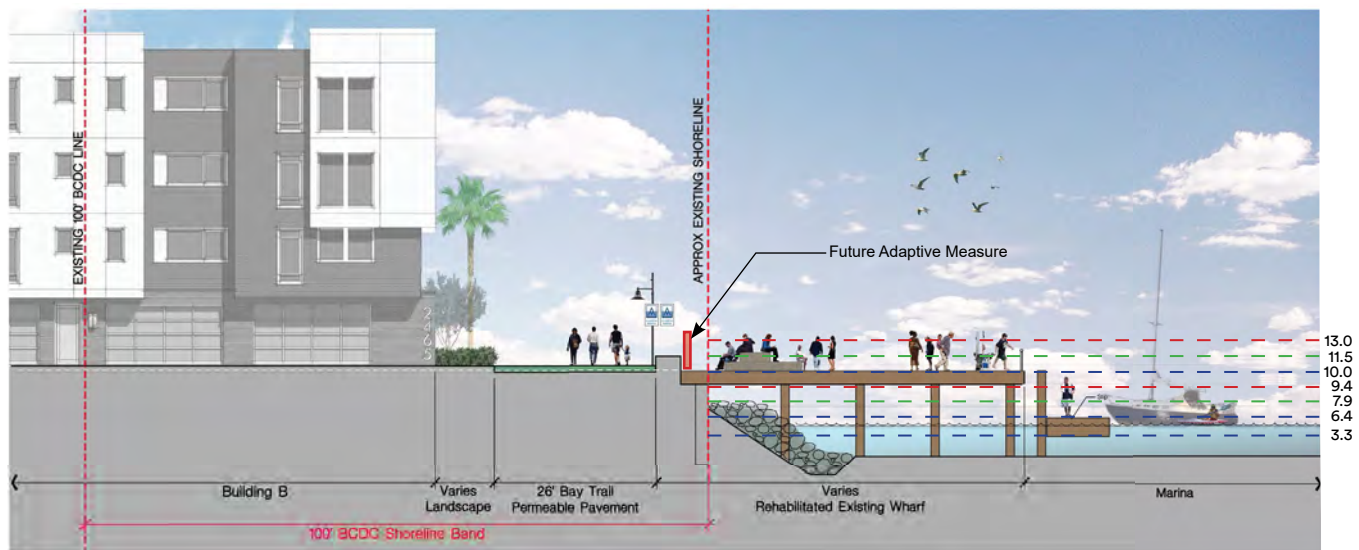 EXISTING 100' BCDC LINE
APPROX EXISTING SHORELINE
Future Adaptive Measure
2465
13.0
11.5
10.0
9.4
7.9
6.4
3.3
Building B
Varies
Landscape
26' Bay Trail
Permeable Pavement
Varies
Rehabilitated Existing Wharf
Marina
100' BCDC Shoreline Band